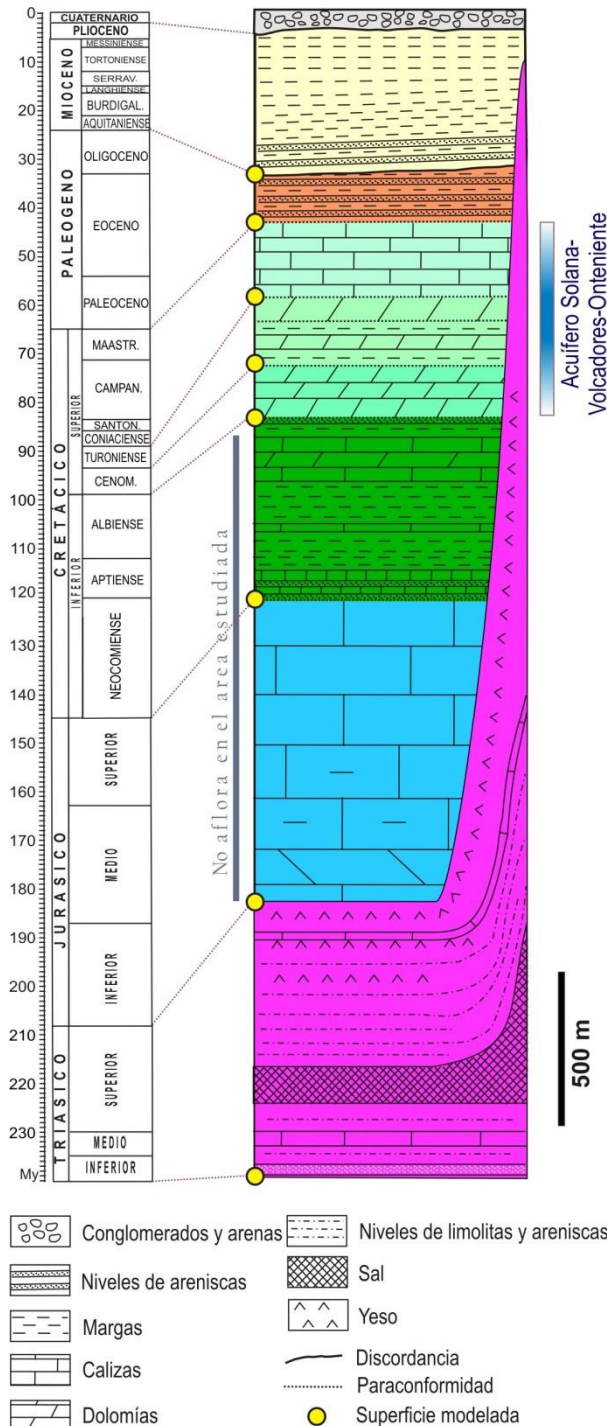 0
10
20
30
40
50
60
70
80
90
100
110
120
130
140
150
160
170
180
190
200
210
220
230
My
CUATERNARIO
PLIOCENO
MIOCENO
MESSINIENSE
TORTONIENSE
SERRAV.
LANGHIENSE
BURDIGAL.
AQUITANIENSE
PALEOGENO
OLIGOCENO
EOCENO
PALEOCENO
CRETÁCICO
SUPERIOR
MAASTR.
CAMPAN.
SANTON.
CONIACIENSE
TURONIENSE
CENOM.
INFERIOR
ALBIENSE
APTIENSE
NEOCOMIENSE
JURASICO
SUPERIOR
MEDIO
INFERIOR
TRIASICO
SUPERIOR
MEDIO
INFERIOR
No aflora en el area estudiada
Acuífero Solana-
Volcadores-Onteniente
500 m
Conglomerados y arenas
Niveles de areniscas
Margas
Calizas
Dolomías
Niveles de limolitas y areniscas
Sal
Yeso
Discordancia
Paraconformidad
Superficie modelada